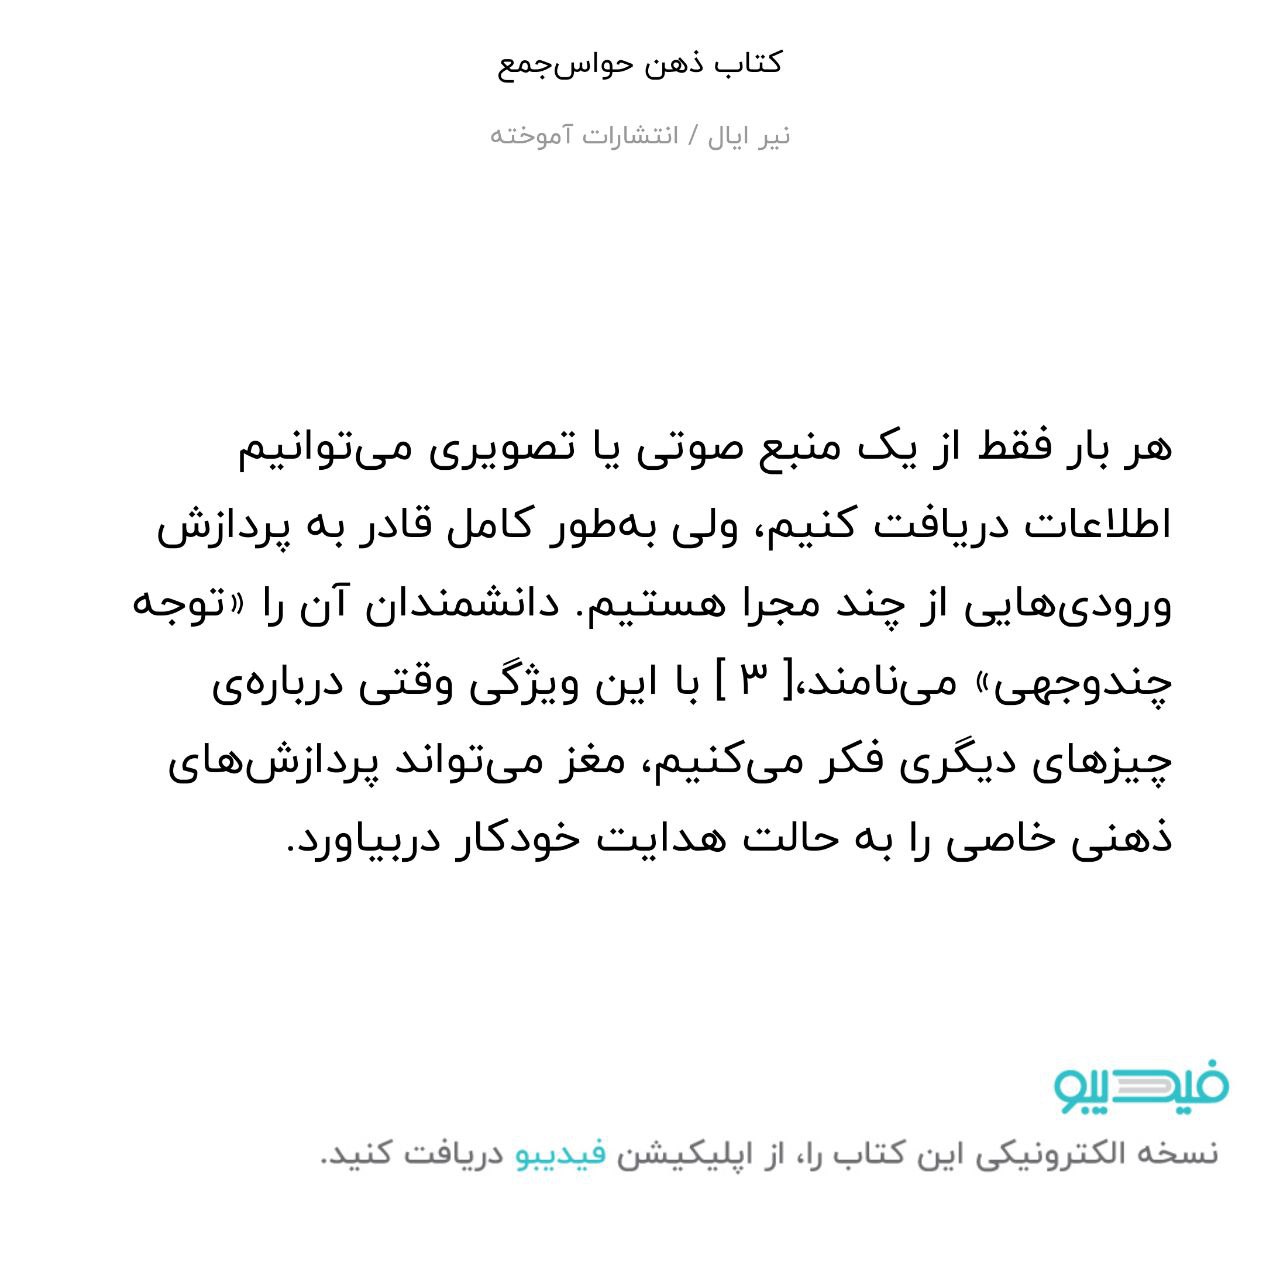 کتاب ذهن حواس‌جمع
نیر ایال / انتشارات آموخته
هر بار فقط از یک منبع صوتی یا تصویری می‌توانیم
اطلاعات دریافت کنیم، ولی به‌طور کامل قادر به پردازش
ورودی‌هایی از چند مجرا هستیم. دانشمندان آن را «توجه
چندوجهی» می‌نامند،[ ۳ ] با این ویژگی وقتی درباره‌ی
چیزهای دیگری فکر می‌کنیم، مغز می‌تواند پردازش‌های
ذهنی خاصی را به حالت هدایت خودکار دربیاورد.
فیدیبو
نسخه الکترونیکی این کتاب را، از اپلیکیشن فیدیبو دریافت کنید.